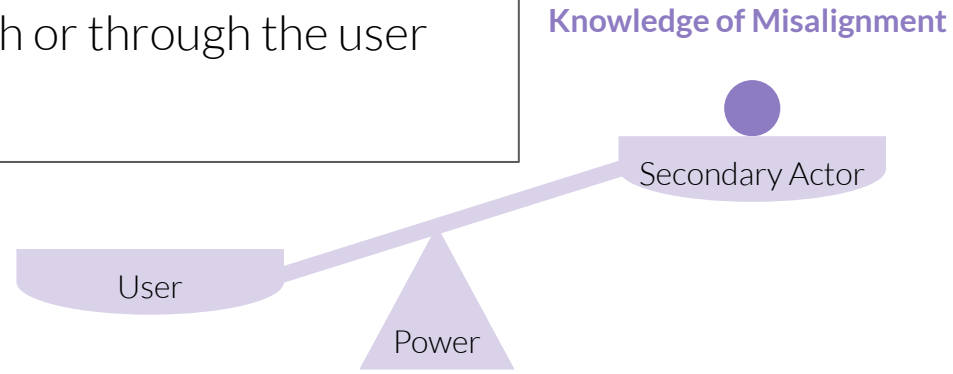 h or through the user
Knowledge of Misalignment
Secondary Actor
User
Power